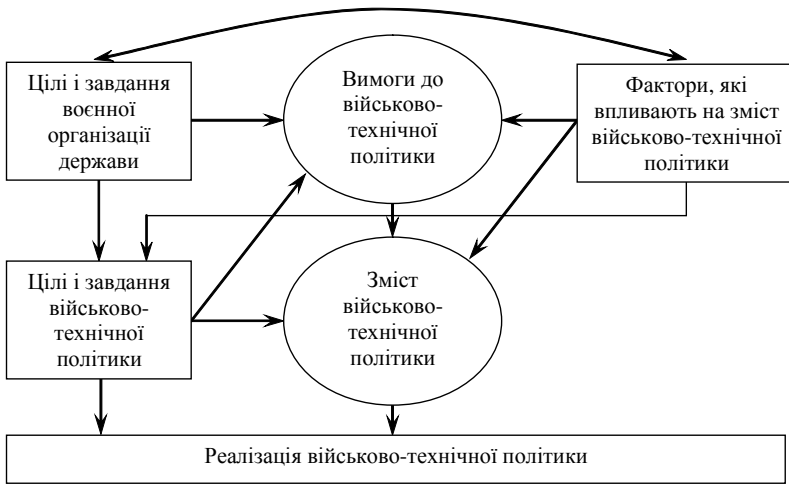 Цілі і завдання
воєнної
організації
держави
Вимоги до
військово-
технічної
політики
Фактори, які
впливають на зміст
військово-технічної
політики
Цілі і завдання
військово-
технічної
політики
Зміст
військово-
технічної
політики
Реалізація військово-технічної політики